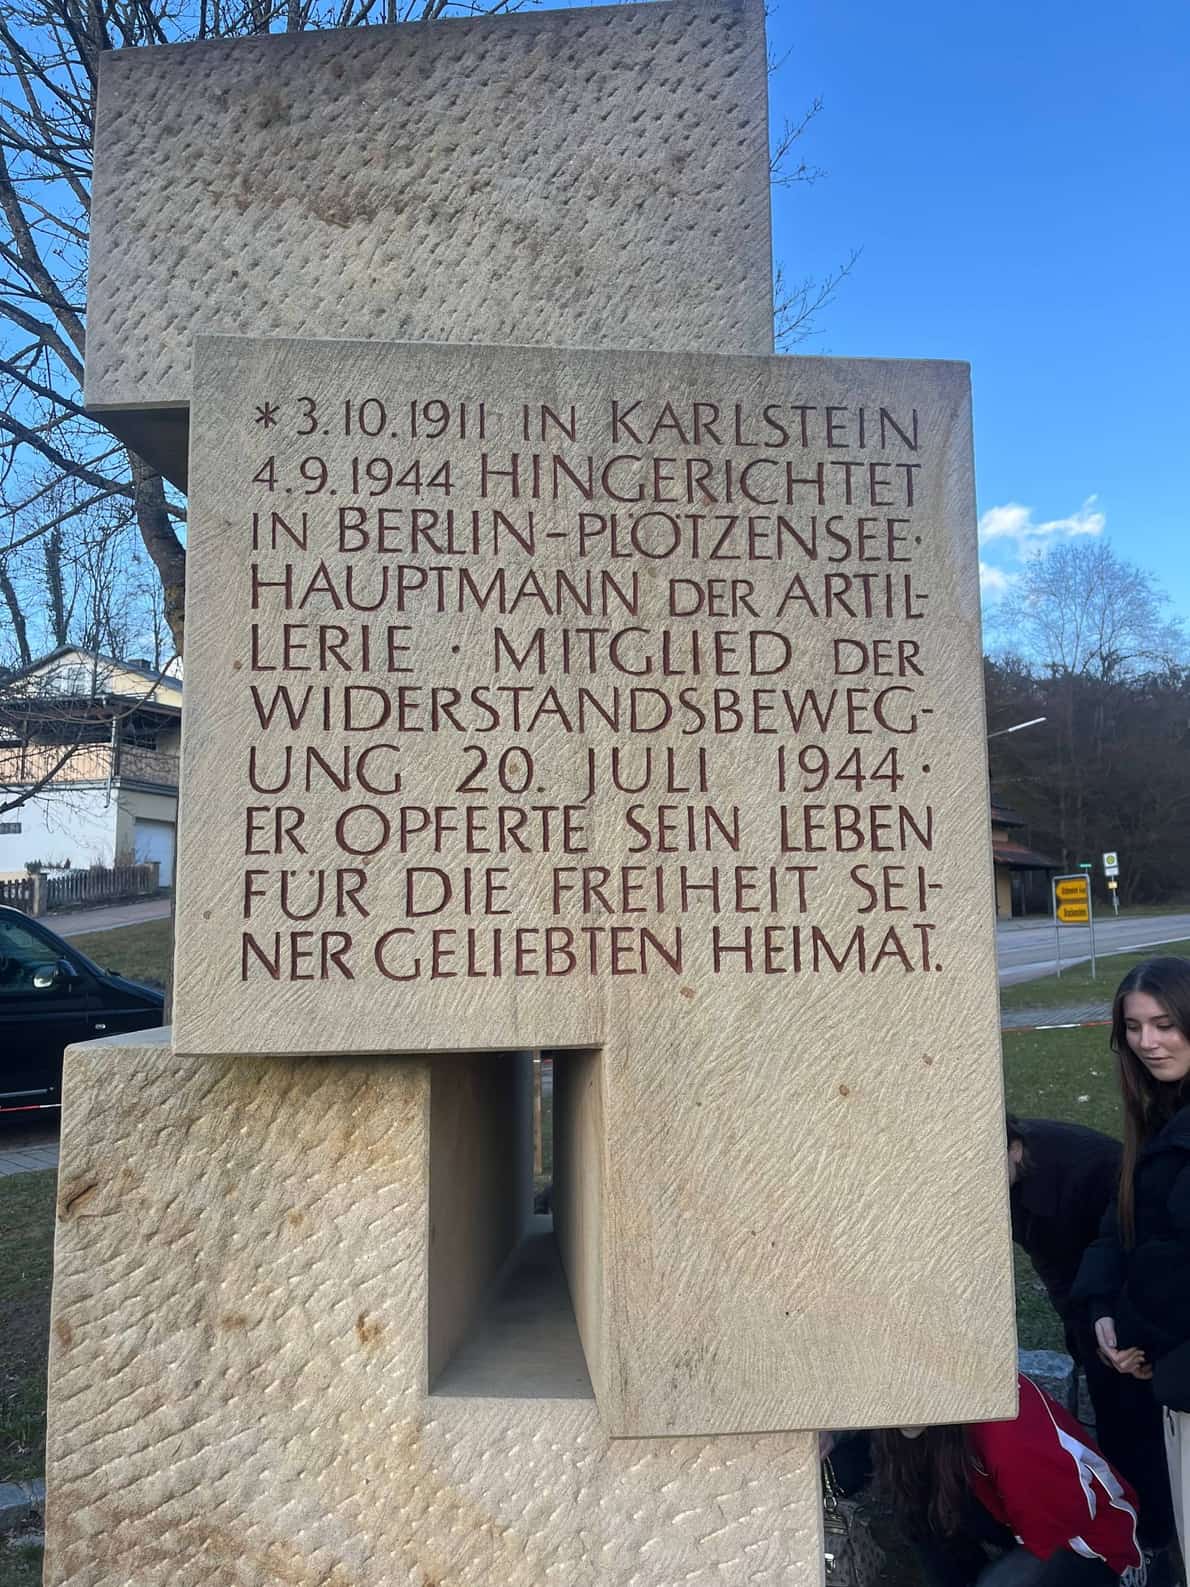 * 3.10.1911 IN KARLSTEIN
4.9.1944 HINGERICHTET
IN BERLIN-PLÖTZENSEE·
HAUPTMANN DER ARTIL-
LERIE · MITGLIED DER
WIDERSTANDSBEWEG-
UNG 20. JULI 1944 ·
ER OPFERTE SEIN LEBEN
FÜR DIE FREIHEIT SEI-
NER GELIEBTEN HEIMAT.